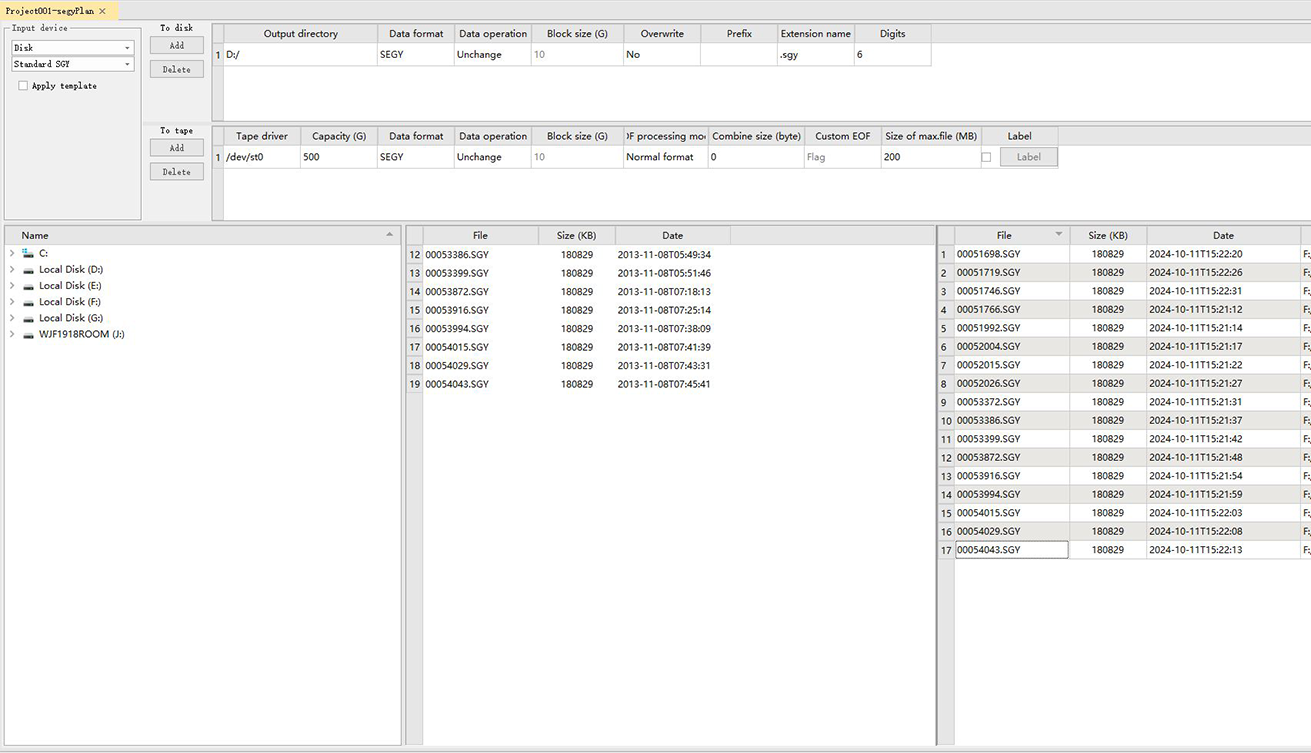 Project001-segyPlan ×
Input device
Disk
Standard SGY
Apply template
To disk
Add
Delete
Output directory Data format Data operation Block size (G) Overwrite Prefix Extension name Digits
1 D:/ SEGY Unchange 10 No .sgy 6
To tape
Add
Delete
Tape driver Capacity (G) Data format Data operation Block size (G) OF processing mo Combine size (byte) Custom EOF Size of max.file (MB) Label
1 /dev/st0 500 SEGY Unchange 10 Normal format 0 Flag 200 Label
Name
C:
Local Disk (D:)
Local Disk (E:)
Local Disk (F:)
Local Disk (G:)
WJF1918ROOM (J:)
File Size (KB) Date
12 00053386.SGY 180829 2013-11-08T05:49:34
13 00053399.SGY 180829 2013-11-08T05:51:46
14 00053872.SGY 180829 2013-11-08T07:18:13
15 00053916.SGY 180829 2013-11-08T07:25:14
16 00053994.SGY 180829 2013-11-08T07:38:09
17 00054015.SGY 180829 2013-11-08T07:41:39
18 00054029.SGY 180829 2013-11-08T07:43:31
19 00054043.SGY 180829 2013-11-08T07:45:41
File Size (KB) Date
1 00051698.SGY 180829 2024-10-11T15:22:20 F:
2 00051719.SGY 180829 2024-10-11T15:22:26 F:
3 00051746.SGY 180829 2024-10-11T15:22:31 F:
4 00051766.SGY 180829 2024-10-11T15:21:12 F:
5 00051992.SGY 180829 2024-10-11T15:21:14 F:
6 00052004.SGY 180829 2024-10-11T15:21:17 F:
7 00052015.SGY 180829 2024-10-11T15:21:22 F:
8 00052026.SGY 180829 2024-10-11T15:21:27 F:
9 00053372.SGY 180829 2024-10-11T15:21:31 F:
10 00053386.SGY 180829 2024-10-11T15:21:37 F:
11 00053399.SGY 180829 2024-10-11T15:21:42 F:
12 00053872.SGY 180829 2024-10-11T15:21:48 F:
13 00053916.SGY 180829 2024-10-11T15:21:54 F:
14 00053994.SGY 180829 2024-10-11T15:21:59 F:
15 00054015.SGY 180829 2024-10-11T15:22:03 F:
16 00054029.SGY 180829 2024-10-11T15:22:08 F:
17 00054043.SGY 180829 2024-10-11T15:22:13 F: